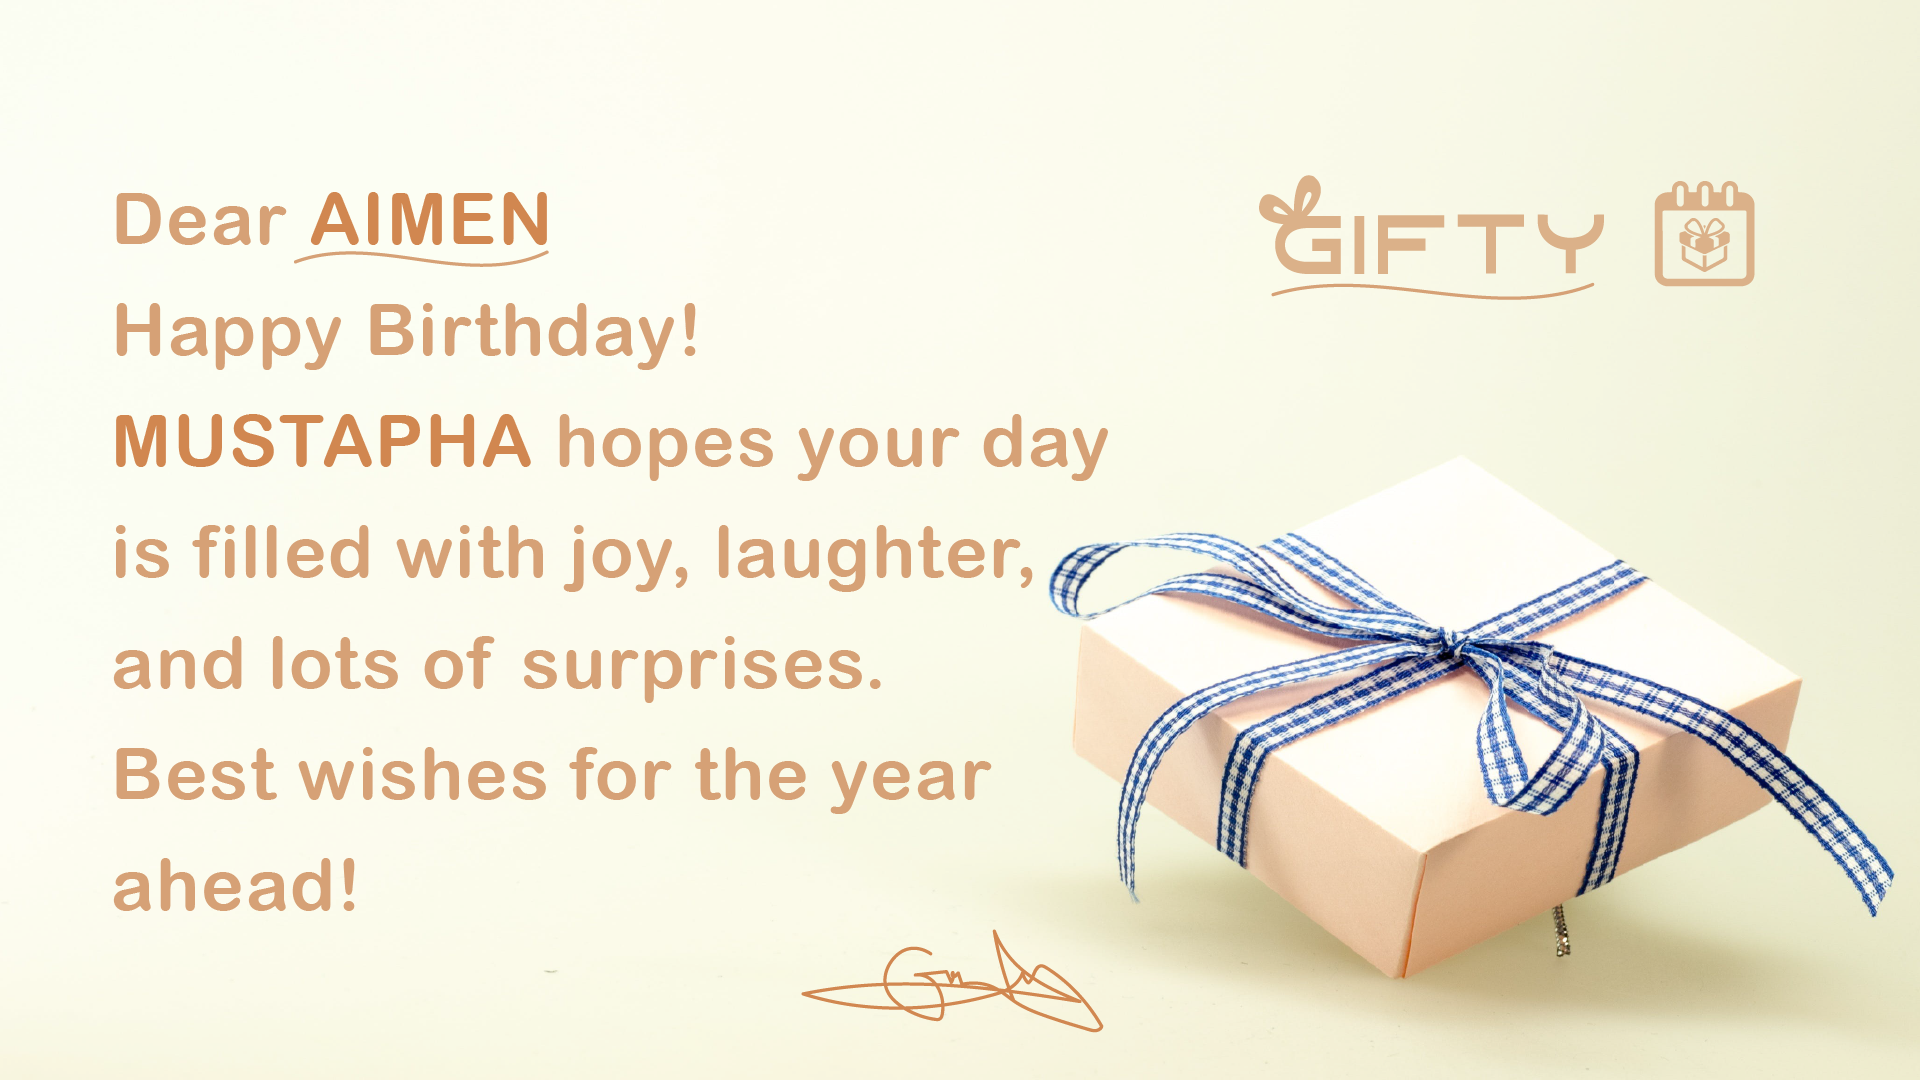 Dear AIMEN
Happy Birthday!
MUSTAPHA hopes your day
is filled with joy, laughter,
and lots of surprises.
Best wishes for the year
ahead!
GIFTY